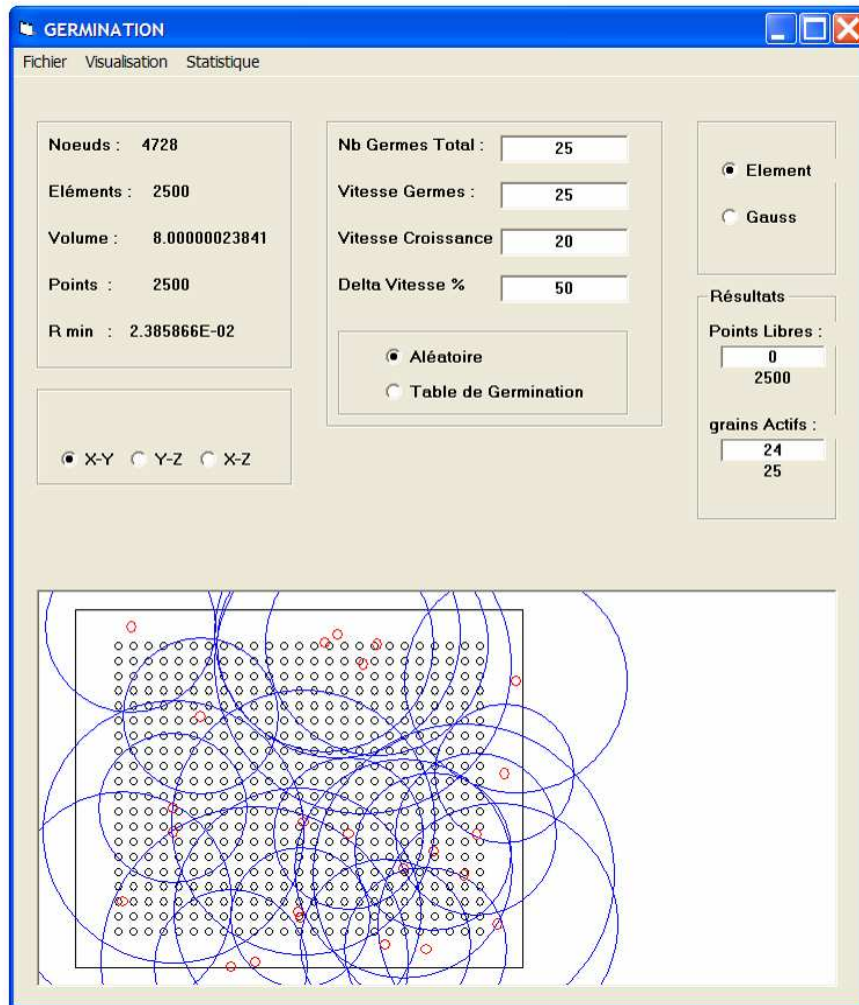 GERMINATION
Fichier Visualisation Statistique
Noeuds : 4728
Eléments : 2500
Volume : 8.00000023841
Points : 2500
R min : 2.385866E-02
X-Y Y-Z X-Z
Nb Germes Total : 25
Vitesse Germes : 25
Vitesse Croissance 20
Delta Vitesse % 50
Aléatoire
Table de Germination
Element
Gauss
Résultats
Points Libres :
0
2500
grains Actifs :
24
25